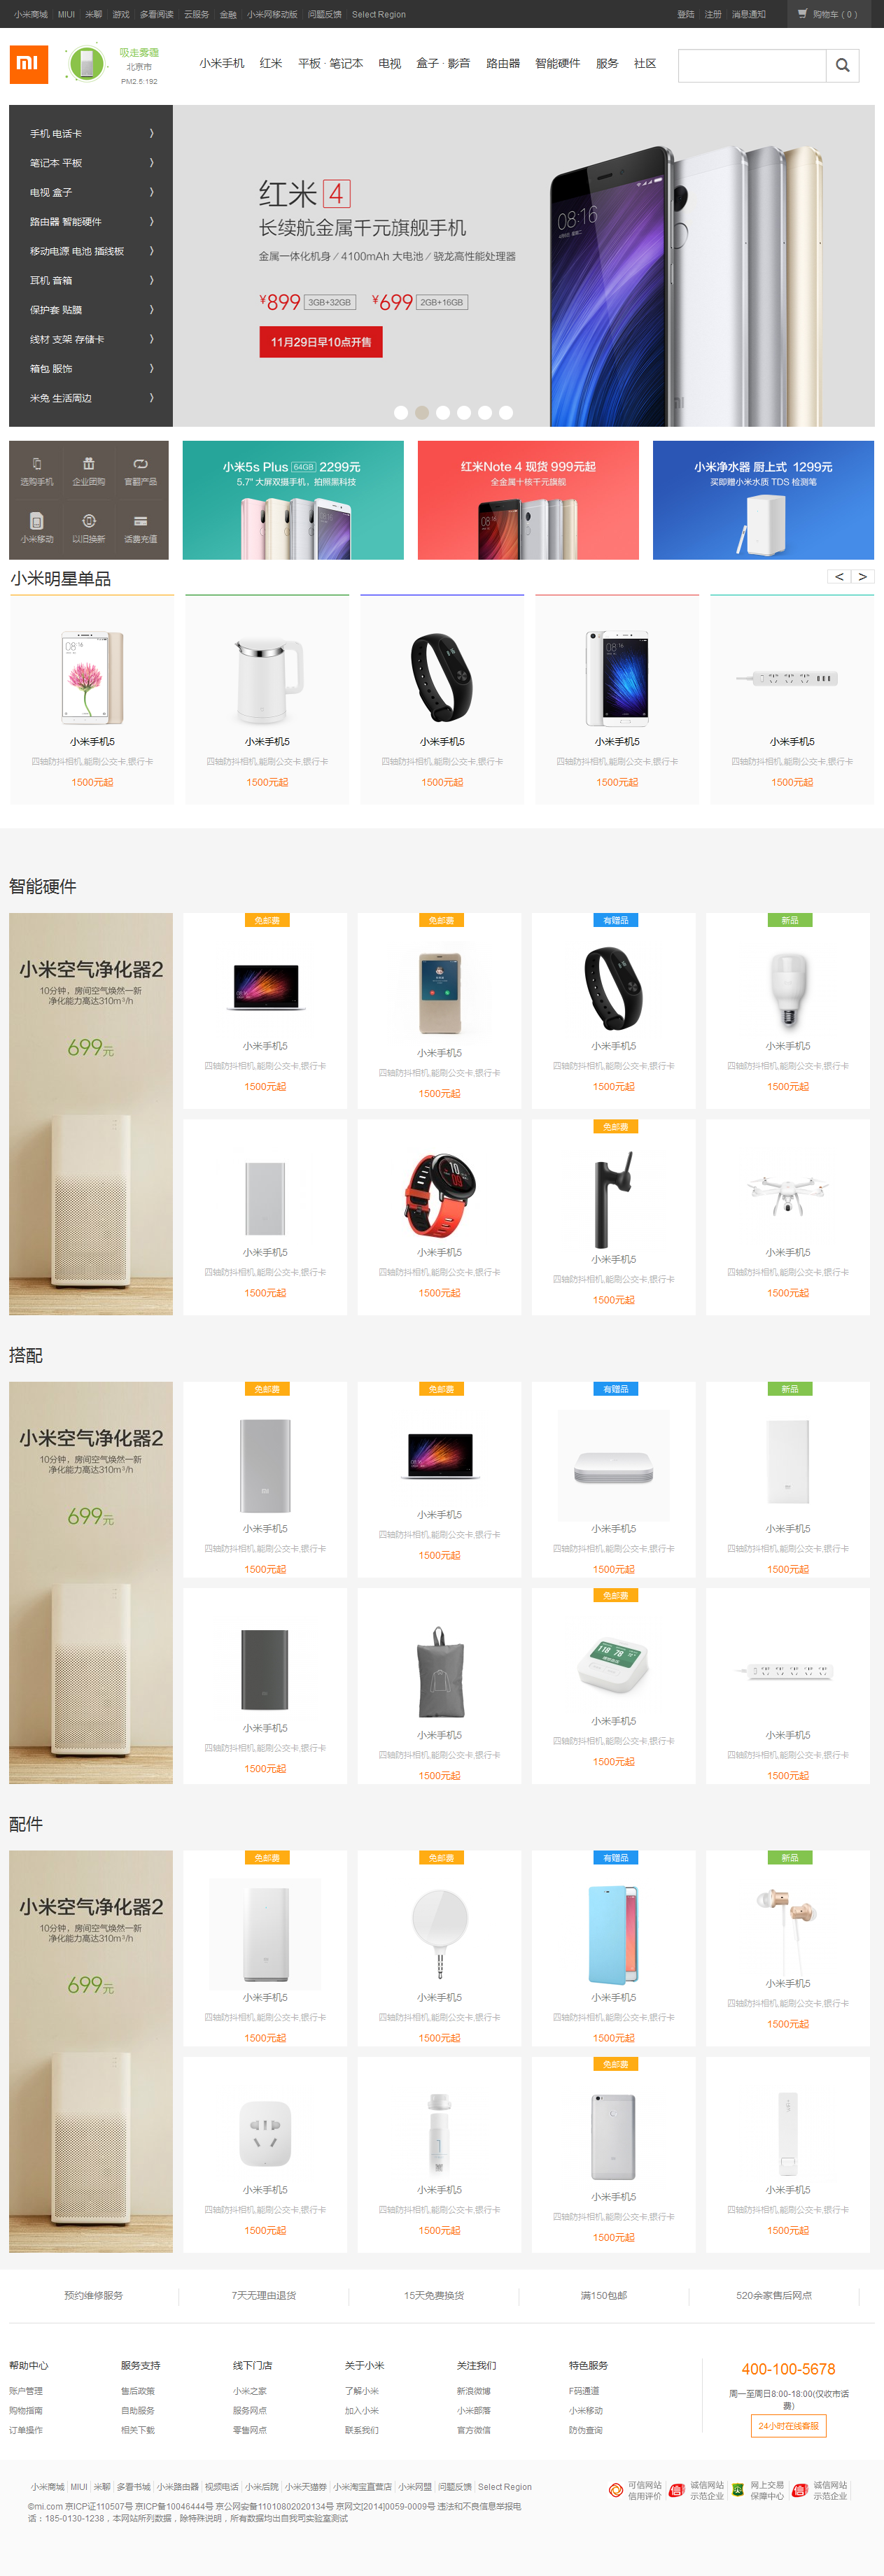 小米商城 MIUI 米聊 游戏 多看阅读 云服务 金融 小米网移动版 问题反馈 Select Region 登陆 注册 消息通知 购物车 ( 0 )
吸走雾霾
北京市
PM2.5:192
小米手机 红米 平板 · 笔记本 电视 盒子 · 影音 路由器 智能硬件 服务 社区
手机 电话卡
笔记本 平板
电视 盒子
路由器 智能硬件
移动电源 电池 插线板
耳机 音箱
保护套 贴膜
线材 支架 存储卡
箱包 服饰
米兔 生活周边
红米 4
长续航金属千元旗舰手机
金属一体化机身 / 4100mAh 大电池 / 骁龙高性能处理器
¥899 3GB+32GB ¥699 2GB+16GB
11月29日早10点开售
选购手机 企业团购 官翻产品
小米移动 以旧换新 话费充值
小米5s Plus 64GB 2299元
5.7" 大屏双摄手机，拍照黑科技
红米Note 4 现货 999元起
全金属十核千元旗舰
小米净水器 厨上式 1299元
买即赠小米水质 TDS 检测笔
小米明星单品 < >
小米手机5 小米手机5 小米手机5 小米手机5 小米手机5
四轴防抖相机,能刷公交卡,银行卡 四轴防抖相机,能刷公交卡,银行卡 四轴防抖相机,能刷公交卡,银行卡 四轴防抖相机,能刷公交卡,银行卡 四轴防抖相机,能刷公交卡,银行卡
1500元起 1500元起 1500元起 1500元起 1500元起
智能硬件
小米空气净化器2
10分钟，房间空气焕然一新
净化能力高达310m³/h
699元
免邮费 免邮费 有赠品 新品
小米手机5 小米手机5 小米手机5 小米手机5
四轴防抖相机,能刷公交卡,银行卡 四轴防抖相机,能刷公交卡,银行卡 四轴防抖相机,能刷公交卡,银行卡 四轴防抖相机,能刷公交卡,银行卡
1500元起 1500元起 1500元起 1500元起
免邮费
小米手机5 小米手机5 小米手机5 小米手机5
四轴防抖相机,能刷公交卡,银行卡 四轴防抖相机,能刷公交卡,银行卡 四轴防抖相机,能刷公交卡,银行卡 四轴防抖相机,能刷公交卡,银行卡
1500元起 1500元起 1500元起 1500元起
搭配
小米空气净化器2
10分钟，房间空气焕然一新
净化能力高达310m³/h
699元
免邮费 免邮费 有赠品 新品
小米手机5 小米手机5 小米手机5 小米手机5
四轴防抖相机,能刷公交卡,银行卡 四轴防抖相机,能刷公交卡,银行卡 四轴防抖相机,能刷公交卡,银行卡 四轴防抖相机,能刷公交卡,银行卡
1500元起 1500元起 1500元起 1500元起
免邮费
小米手机5 小米手机5 小米手机5 小米手机5
四轴防抖相机,能刷公交卡,银行卡 四轴防抖相机,能刷公交卡,银行卡 四轴防抖相机,能刷公交卡,银行卡 四轴防抖相机,能刷公交卡,银行卡
1500元起 1500元起 1500元起 1500元起
配件
小米空气净化器2
10分钟，房间空气焕然一新
净化能力高达310m³/h
699元
免邮费 免邮费 有赠品 新品
小米手机5 小米手机5 小米手机5 小米手机5
四轴防抖相机,能刷公交卡,银行卡 四轴防抖相机,能刷公交卡,银行卡 四轴防抖相机,能刷公交卡,银行卡 四轴防抖相机,能刷公交卡,银行卡
1500元起 1500元起 1500元起 1500元起
免邮费
小米手机5 小米手机5 小米手机5 小米手机5
四轴防抖相机,能刷公交卡,银行卡 四轴防抖相机,能刷公交卡,银行卡 四轴防抖相机,能刷公交卡,银行卡 四轴防抖相机,能刷公交卡,银行卡
1500元起 1500元起 1500元起 1500元起
预约维修服务 7天无理由退货 15天免费换货 满150包邮 520余家售后网点
帮助中心 服务支持 线下门店 关于小米 关注我们 特色服务
账户管理 售后政策 小米之家 了解小米 新浪微博 F码通道
购物指南 自助服务 服务网点 加入小米 小米部落 小米移动
订单操作 相关下载 零售网点 联系我们 官方微信 防伪查询
400-100-5678
周一至周日8:00-18:00(仅收市话
费)
24小时在线客服
小米商城 MIUI 米聊 多看书城 小米路由器 视频电话 小米后院 小米天猫券 小米淘宝直营店 小米网盟 问题反馈 Select Region
©mi.com 京ICP证110507号 京ICP备10046444号 京公网安备11010802020134号 京网文[2014]0059-0009号 违法和不良信息举报电
话：185-0130-1238，本网站所列数据，除特殊说明，所有数据均出自我司实验室测试
可信网站 诚信网站 网上交易 诚信网站
信用评价 示范企业 保障中心 示范企业